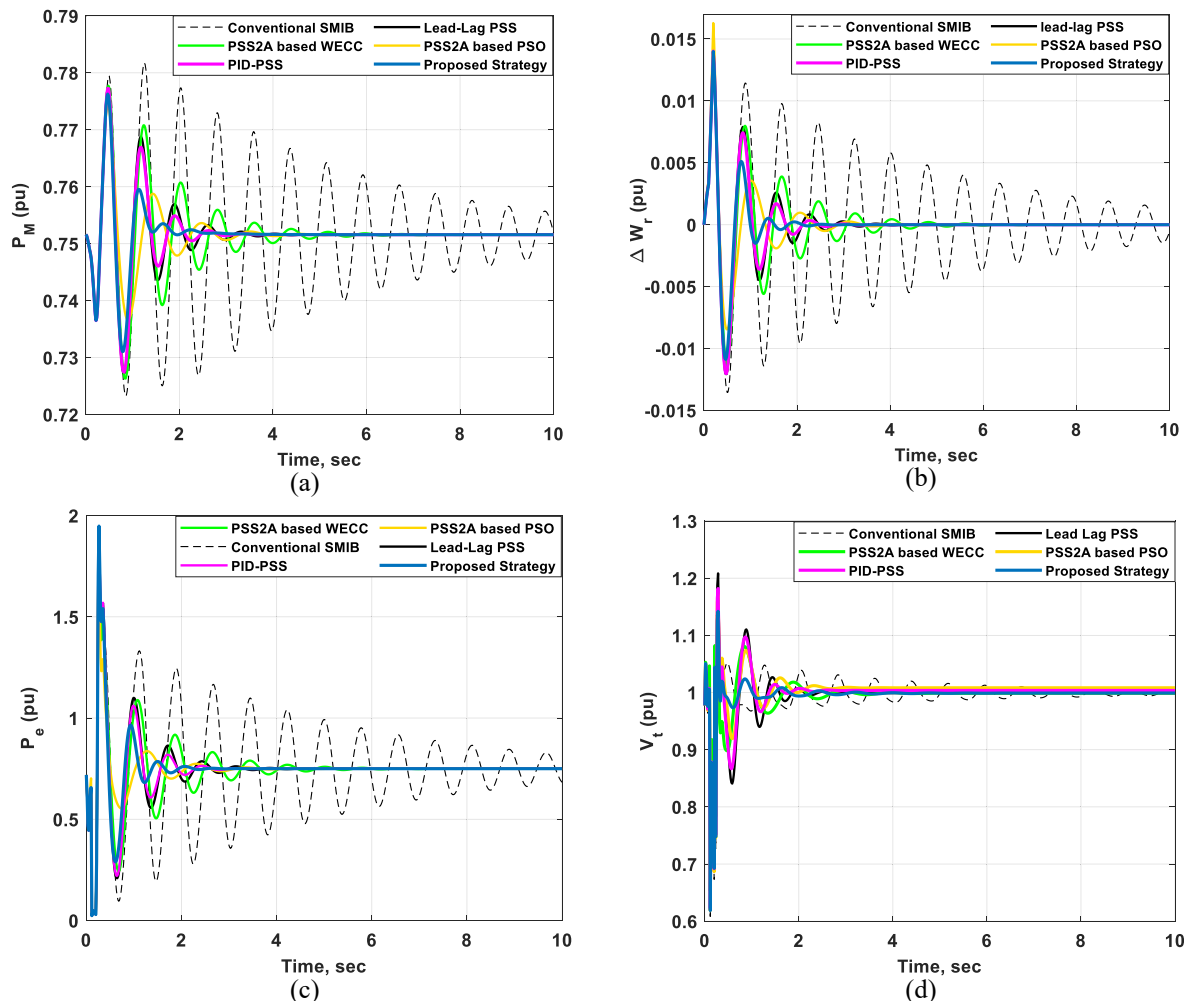 0.79
0.78
0.77
0.76
0.75
0.74
0.73
0.72
P_M (pu)
Conventional SMIB
Lead-Lag PSS
PSS2A based WECC
PSS2A based PSO
PID-PSS
Proposed Strategy
0 2 4 6 8 10
Time, sec
(a)
0.015
0.01
0.005
0
-0.005
-0.01
-0.015
Δ W_r (pu)
Conventional SMIB
lead-lag PSS
PSS2A based WECC
PSS2A based PSO
PID-PSS
Proposed Strategy
0 2 4 6 8 10
Time, sec
(b)
2
1.5
1
0.5
0
P_e (pu)
PSS2A based WECC
PSS2A based PSO
Conventional SMIB
Lead-Lag PSS
PID-PSS
Proposed Strategy
0 2 4 6 8 10
Time, sec
(c)
1.3
1.2
1.1
1
0.9
0.8
0.7
0.6
V_t (pu)
Conventional SMIB
Lead Lag PSS
PSS2A based WECC
PSS2A based PSO
PID-PSS
Proposed Strategy
0 2 4 6 8 10
Time, sec
(d)